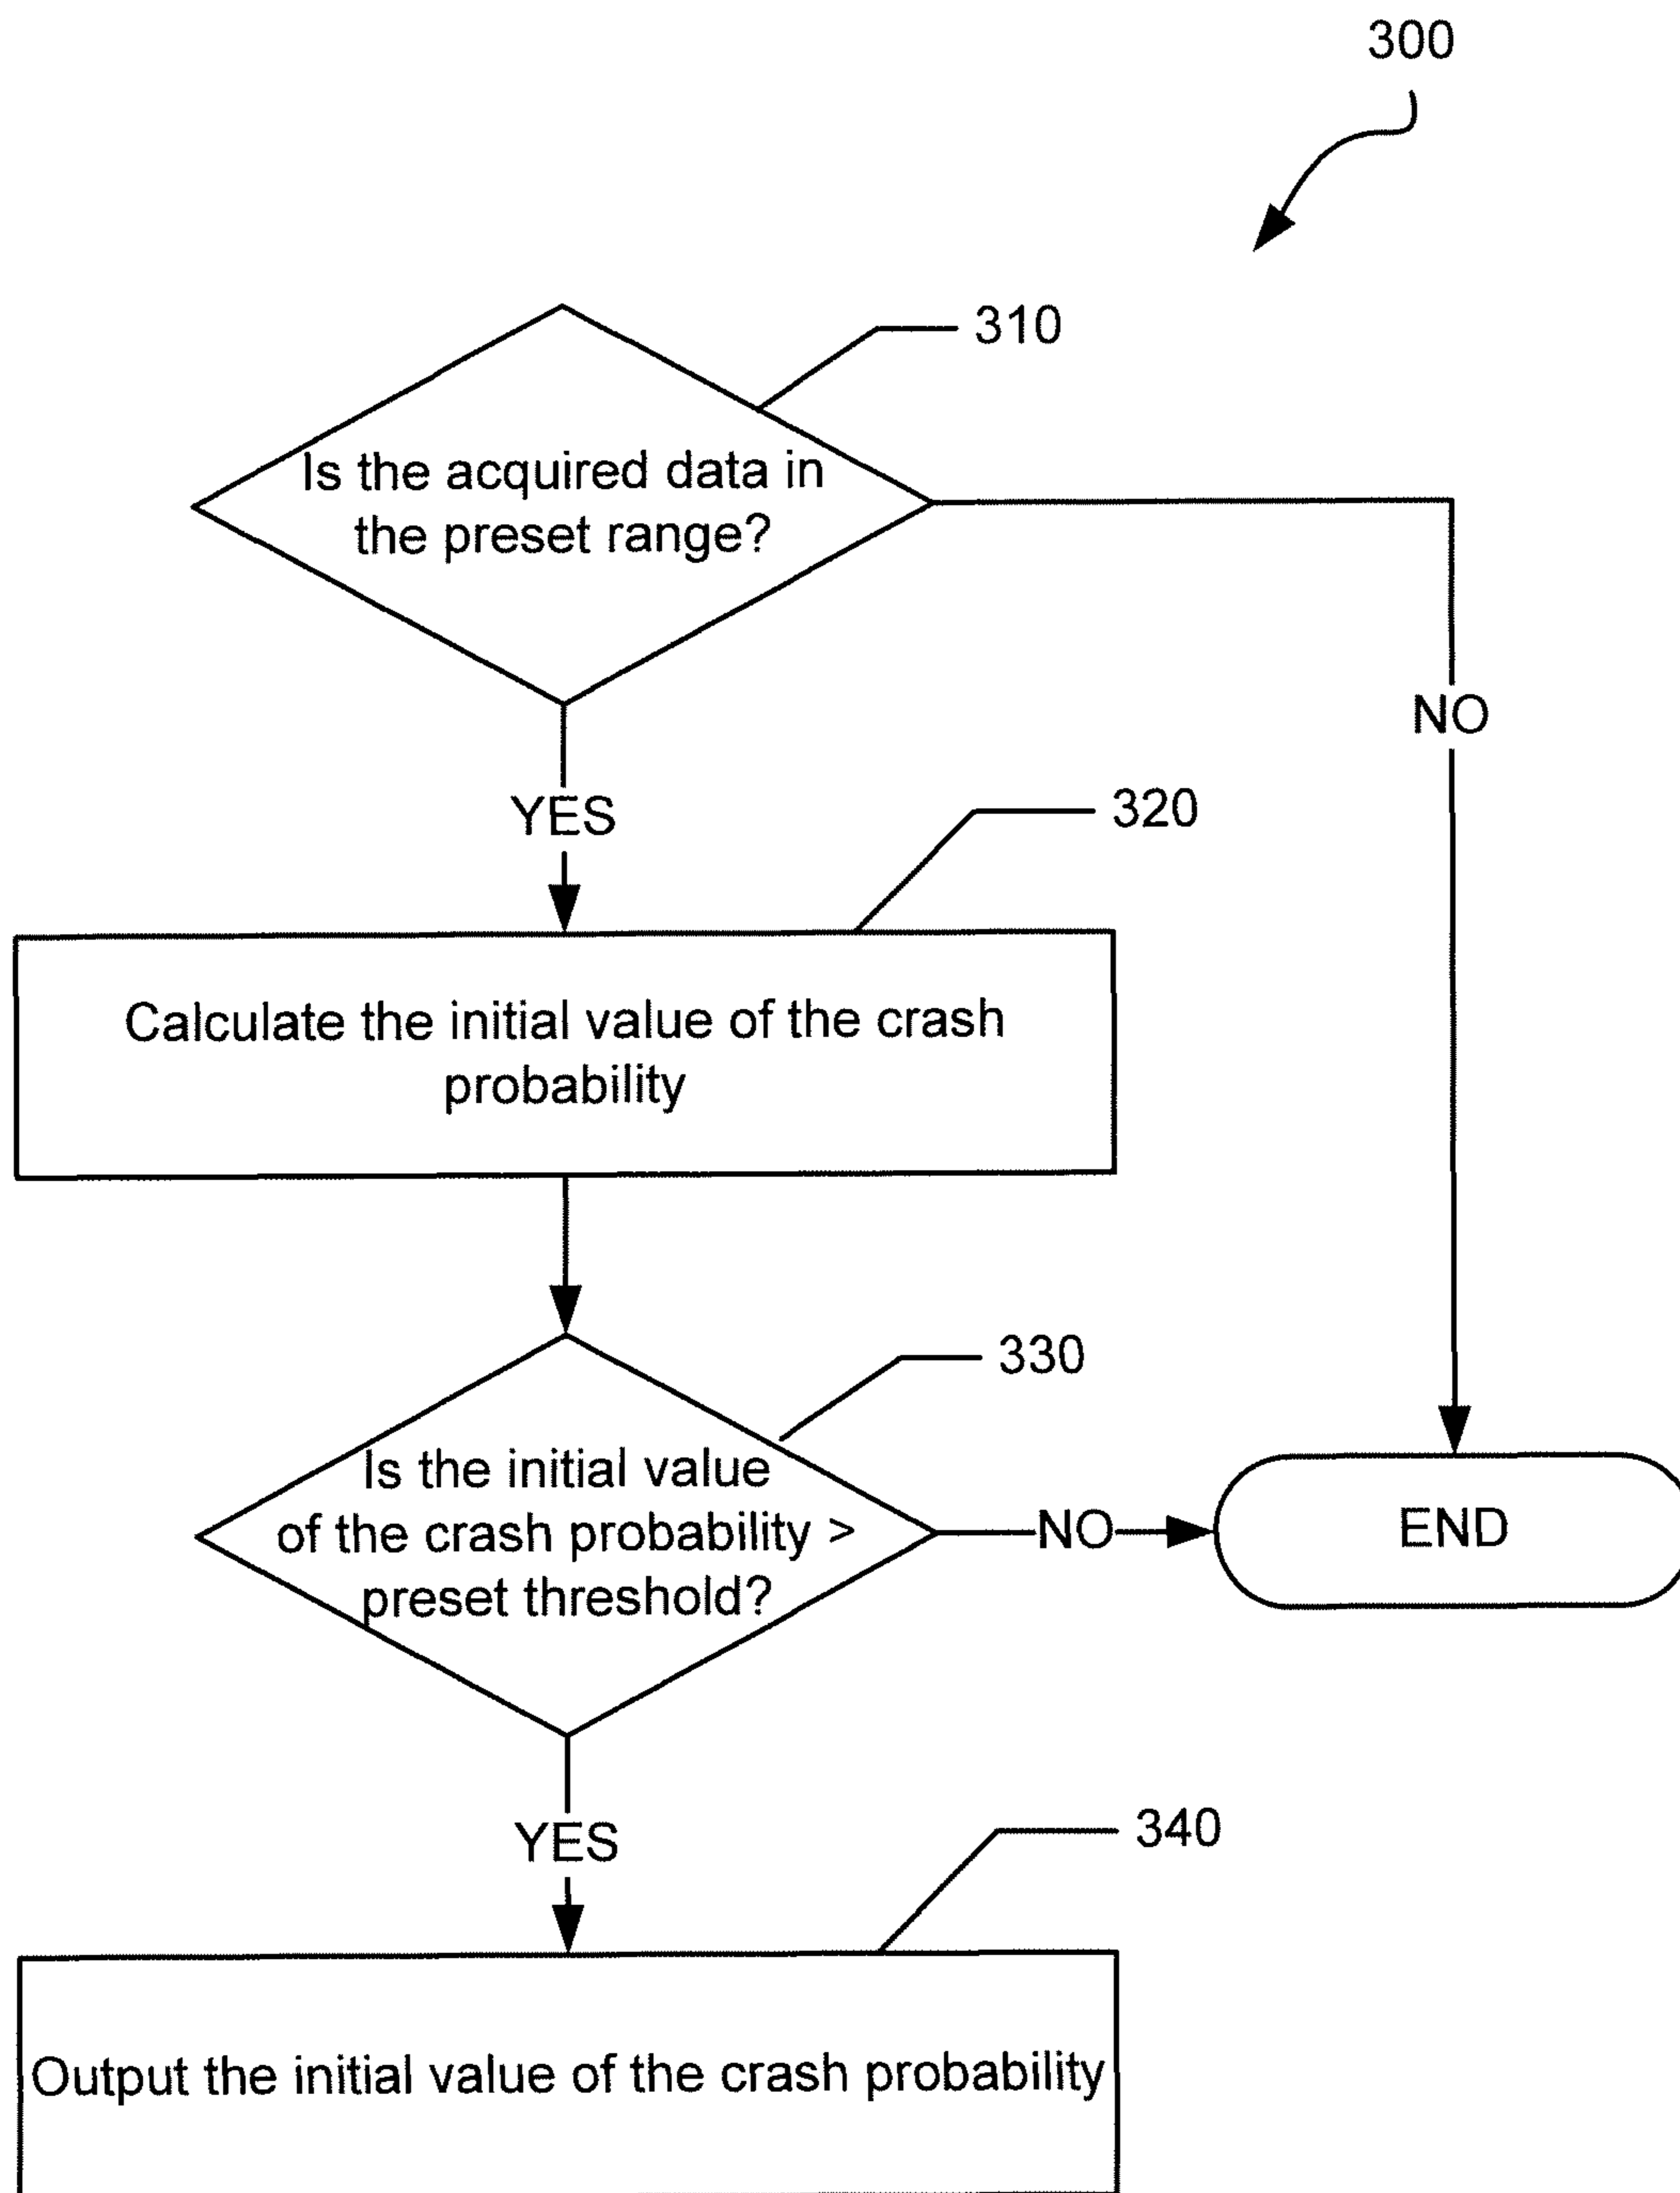 300
310
Is the acquired data in
the preset range?
NO
YES
320
Calculate the initial value of the crash
probability
330
Is the initial value
of the crash probability >
preset threshold?
NO
END
YES
340
Output the initial value of the crash probability